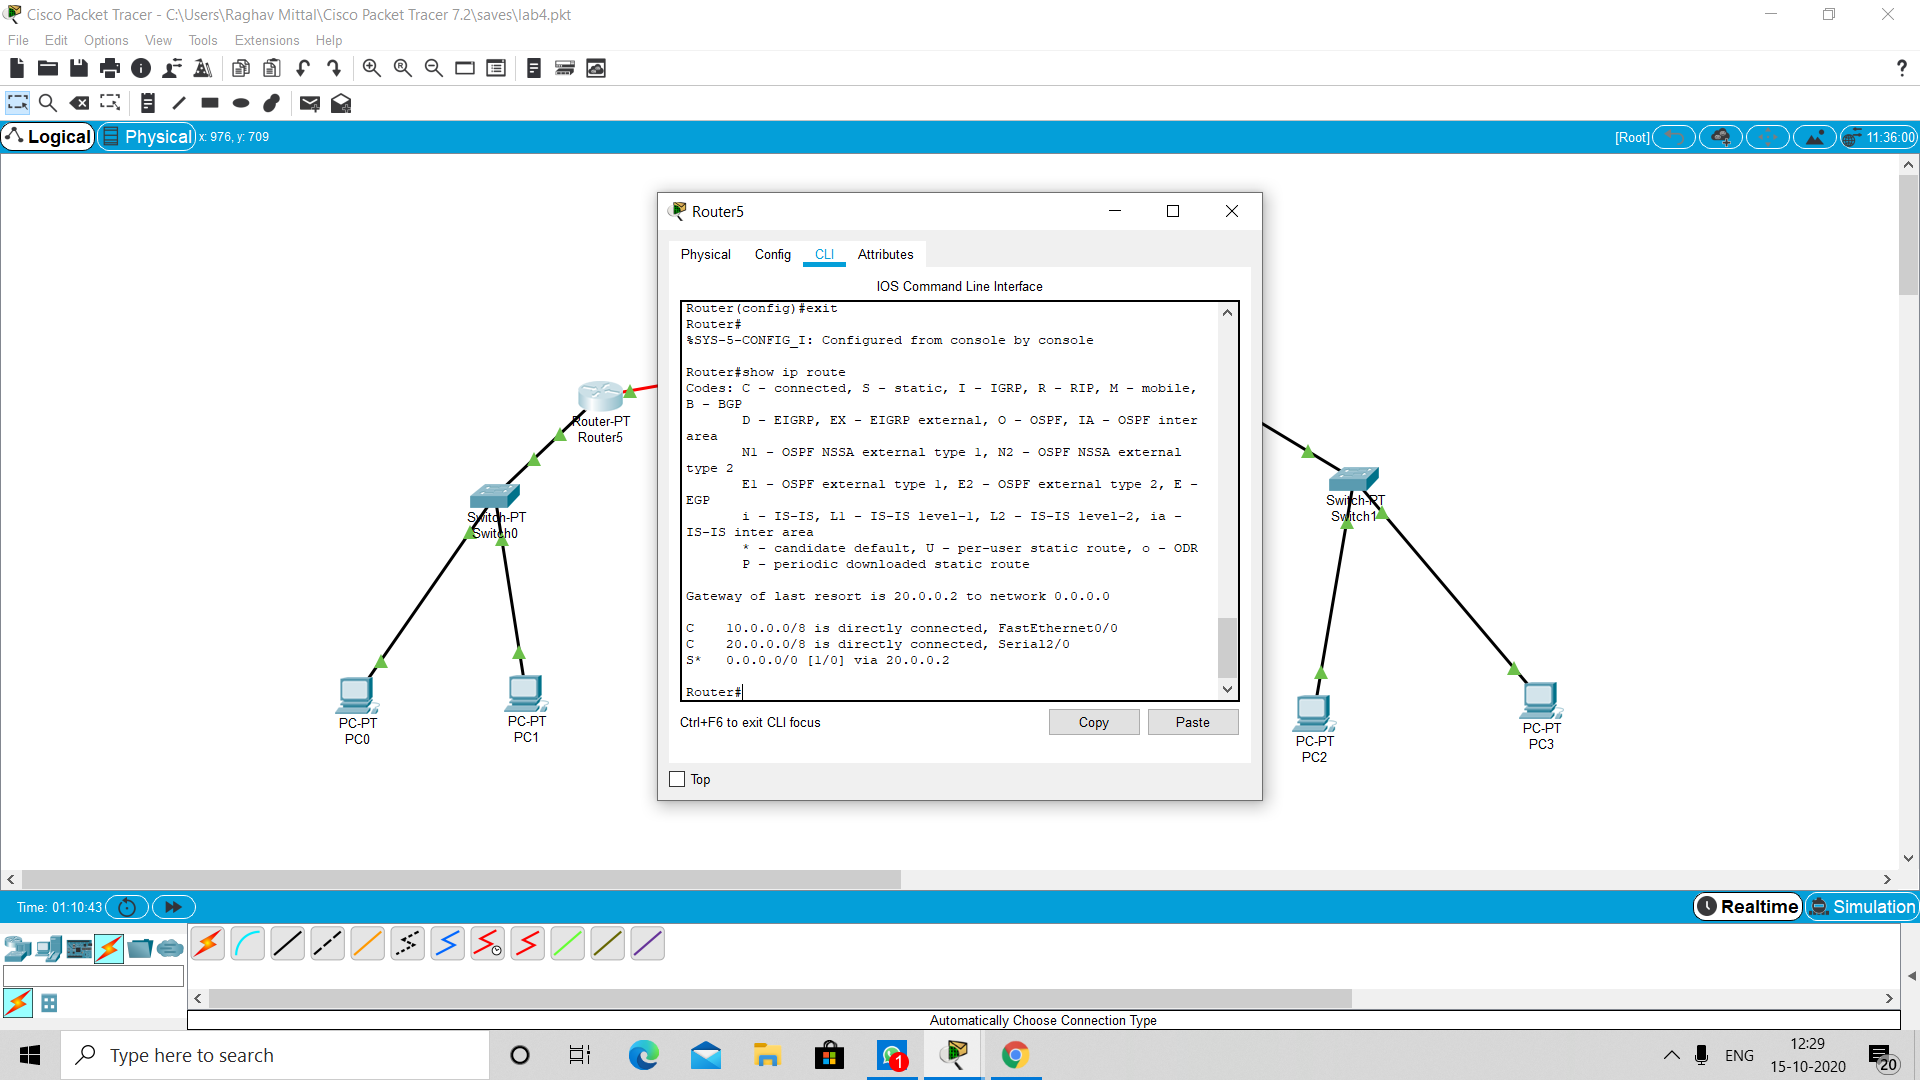 Cisco Packet Tracer - C:\Users\Raghav Mittal\Cisco Packet Tracer 7.2\saves\lab4.pkt
File Edit Options View Tools Extensions Help
?
Logical Physical x: 976, y: 709 [Root] 11:36:00
Router5
Physical Config CLI Attributes
IOS Command Line Interface
Router(config)#exit
Router#
%SYS-5-CONFIG_I: Configured from console by console
Router#show ip route
Codes: C - connected, S - static, I - IGRP, R - RIP, M - mobile,
B - BGP
D - EIGRP, EX - EIGRP external, O - OSPF, IA - OSPF inter
area
N1 - OSPF NSSA external type 1, N2 - OSPF NSSA external
type 2
E1 - OSPF external type 1, E2 - OSPF external type 2, E -
EGP
i - IS-IS, L1 - IS-IS level-1, L2 - IS-IS level-2, ia -
IS-IS inter area
* - candidate default, U - per-user static route, o - ODR
P - periodic downloaded static route
Gateway of last resort is 20.0.0.2 to network 0.0.0.0
C 10.0.0.0/8 is directly connected, FastEthernet0/0
C 20.0.0.0/8 is directly connected, Serial2/0
S* 0.0.0.0/0 [1/0] via 20.0.0.2
Router#
Ctrl+F6 to exit CLI focus
Copy Paste
Top
Router-PT
Router5
Switch-PT
Switch0
PC-PT
PC0
PC-PT
PC1
Switch-PT
Switch1
PC-PT
PC2
PC-PT
PC3
Time: 01:10:43 Realtime Simulation
Automatically Choose Connection Type
Type here to search
1
ENG
12:29
15-10-2020
20